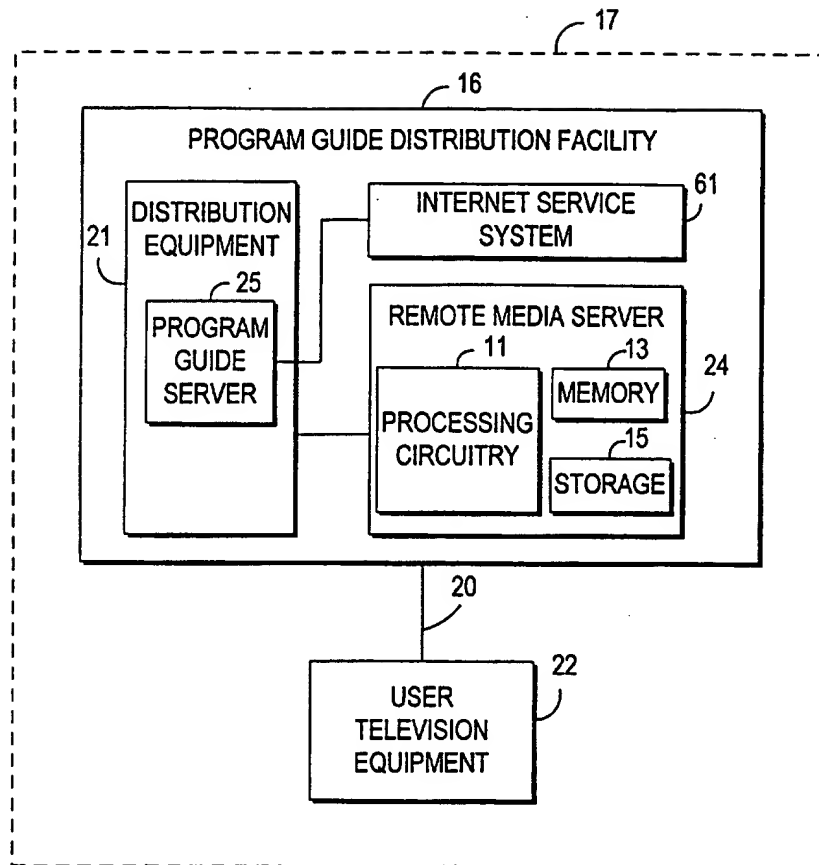 17
16
PROGRAM GUIDE DISTRIBUTION FACILITY
DISTRIBUTION
EQUIPMENT
21
25
PROGRAM
GUIDE
SERVER
INTERNET SERVICE
SYSTEM
61
REMOTE MEDIA SERVER
11
PROCESSING
CIRCUITRY
13
MEMORY
24
15
STORAGE
20
USER
TELEVISION
EQUIPMENT
22